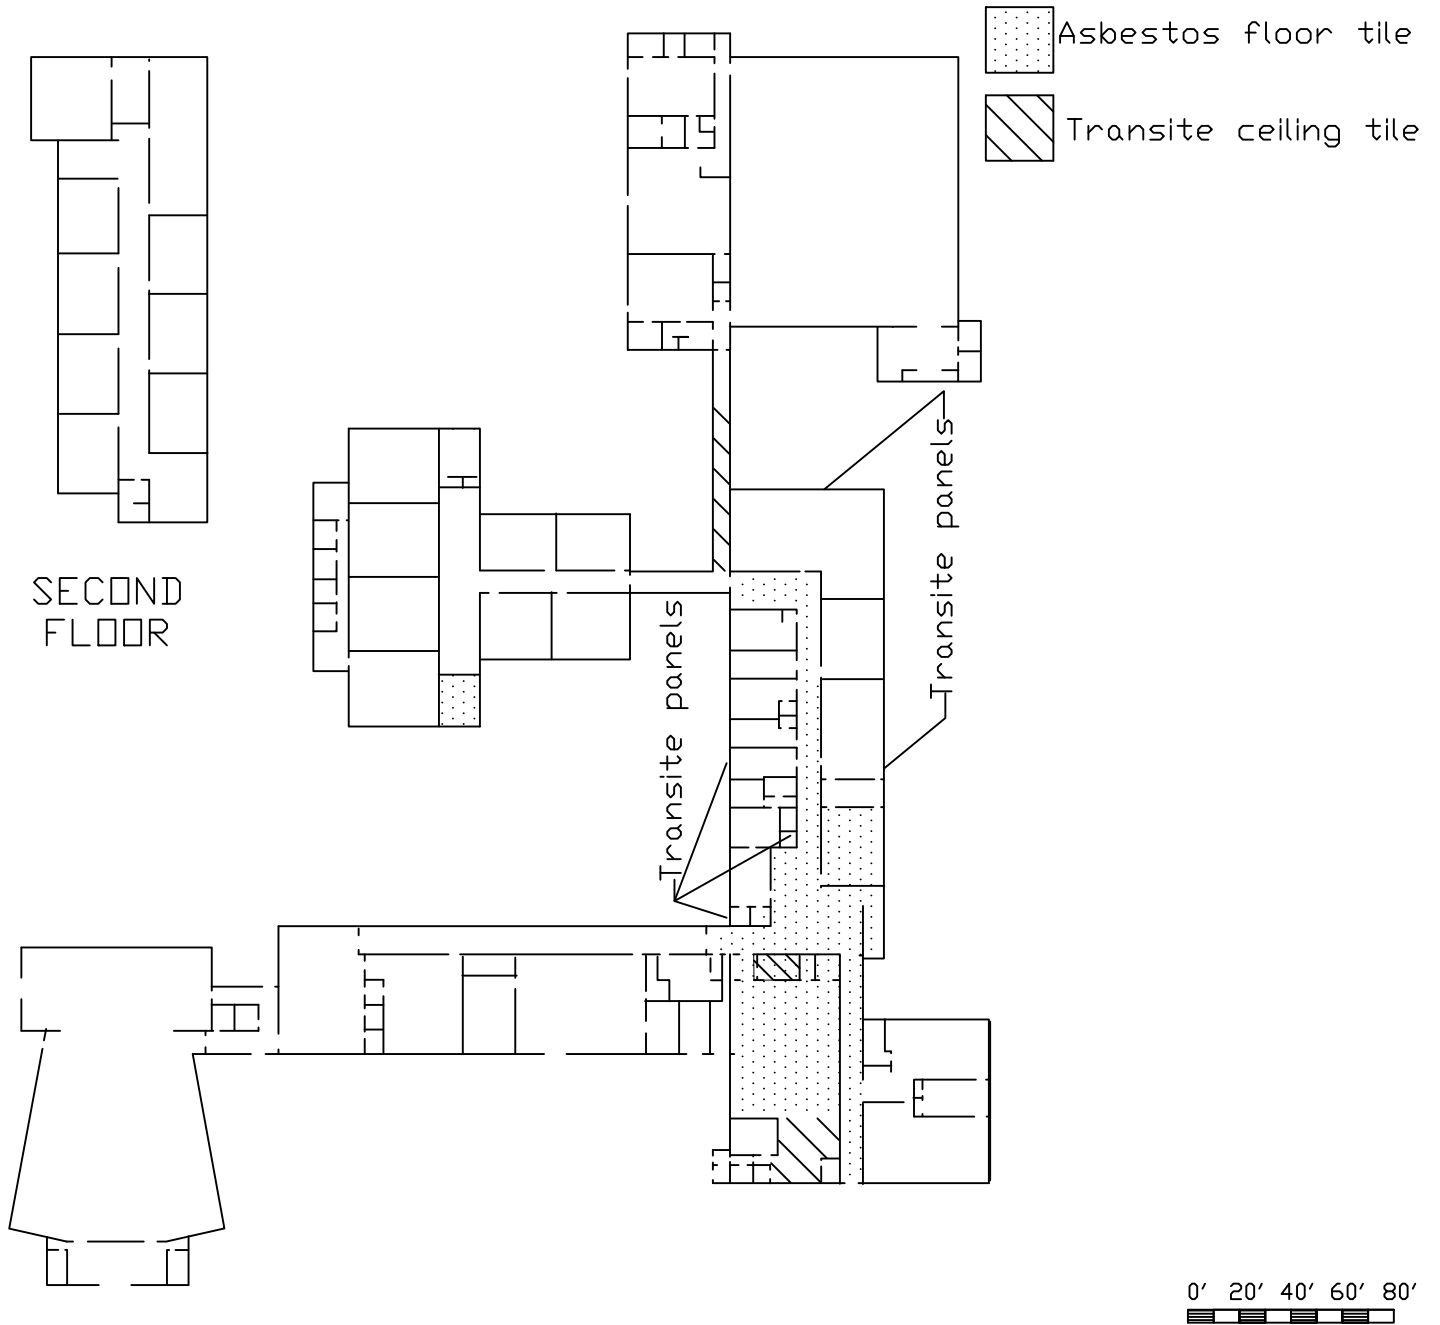 Asbestos floor tile
Transite ceiling tile
SECOND
FLOOR
Transite panels
Transite panels
0' 20' 40' 60' 80'